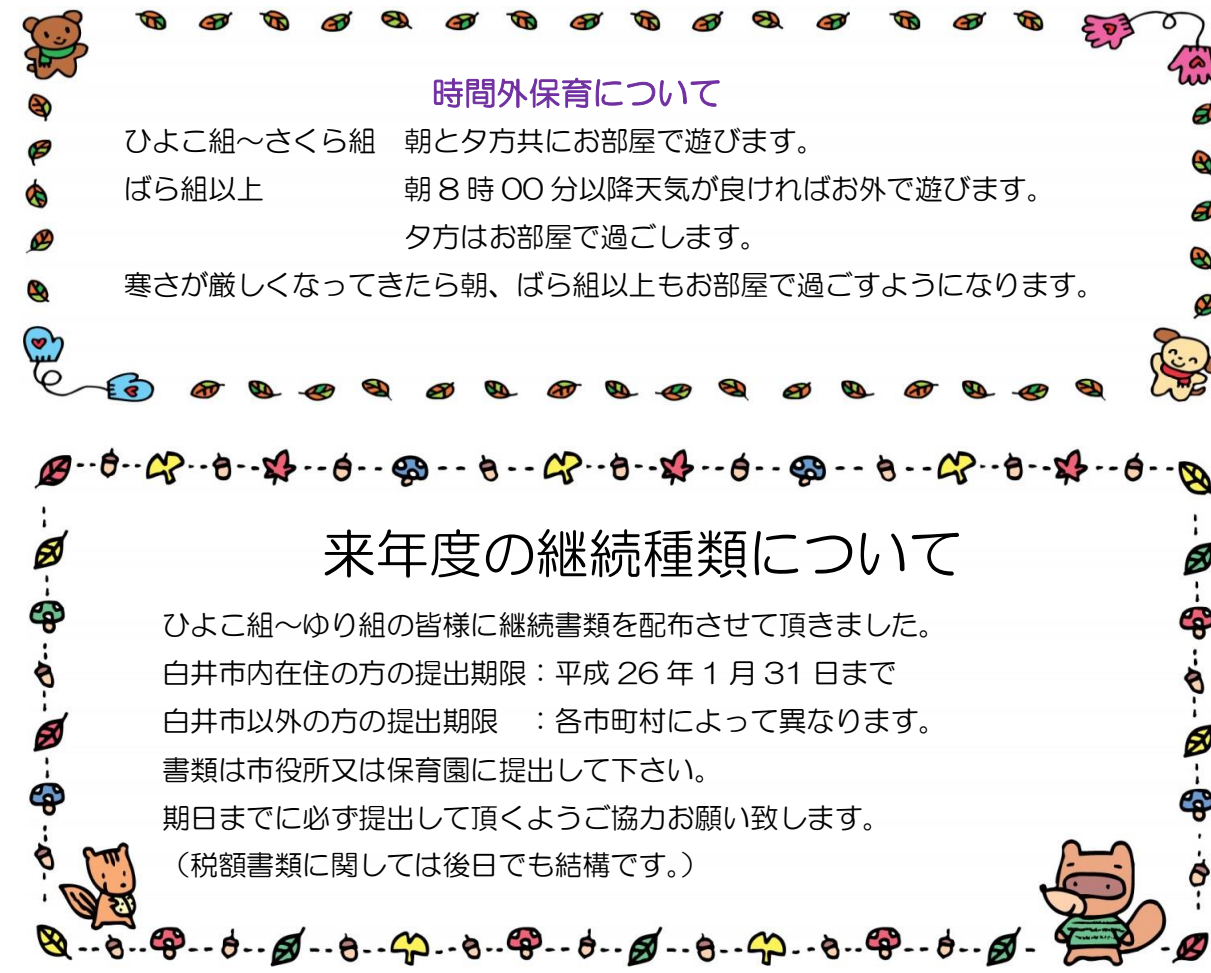 時間外保育について
ひよこ組～さくら組　朝と夕方共にお部屋で遊びます。
ばら組以上　朝８時００分以降天気が良ければお外で遊びます。
夕方はお部屋で過ごします。
寒さが厳しくなってきたら朝、ばら組以上もお部屋で過ごすようになります。
来年度の継続種類について
ひよこ組～ゆり組の皆様に継続書類を配布させて頂きました。
白井市内在住の方の提出期限：平成 26 年 1 月 31 日まで
白井市以外の方の提出期限　：各市町村によって異なります。
書類は市役所又は保育園に提出して下さい。
期日までに必ず提出して頂くようご協力お願い致します。
（税額書類に関しては後日でも結構です。）